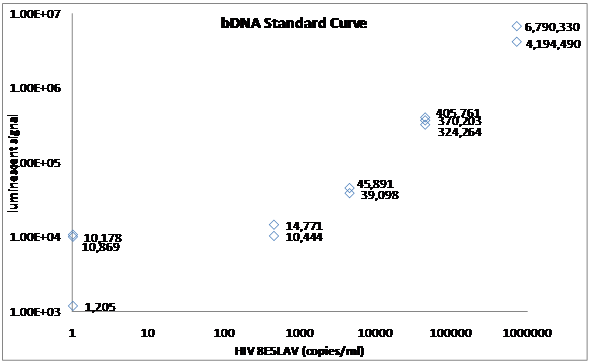 bDNA Standard Curve
1.00E+07
6,790,330
4,194,490
1.00E+06
405,761
370,203
324,264
1.00E+05
45,891
39,098
14,771
10,444
1.00E+04
10,178
10,869
1.00E+03
1,205
luminescent signal
1
10
100
1000
10000
100000
1000000
HIV 8E5LAV (copies/ml)